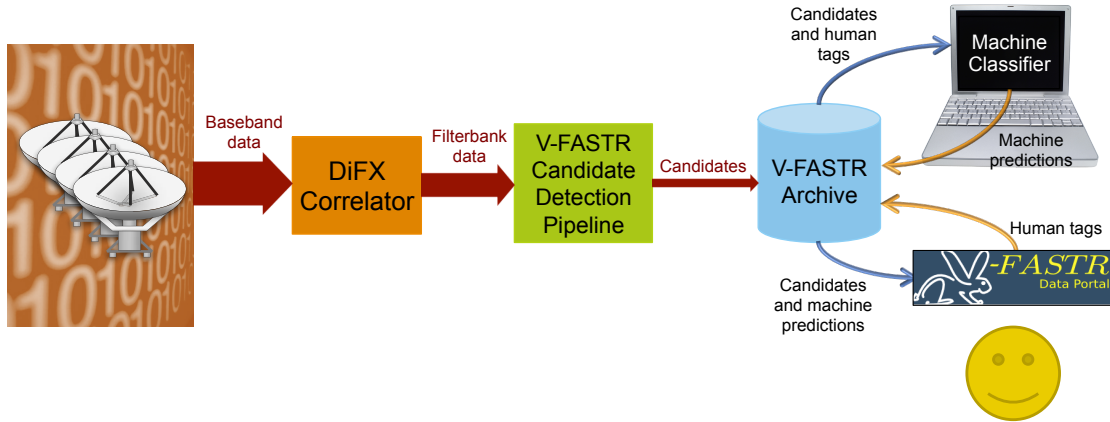 Baseband
data
DiFX
Correlator
Filterbank
data
V-FASTR
Candidate
Detection
Pipeline
Candidates
V-FASTR
Archive
Candidates
and human
tags
Machine
Classifier
Machine
predictions
Human tags
-FASTR
Data Portal
Candidates
and machine
predictions